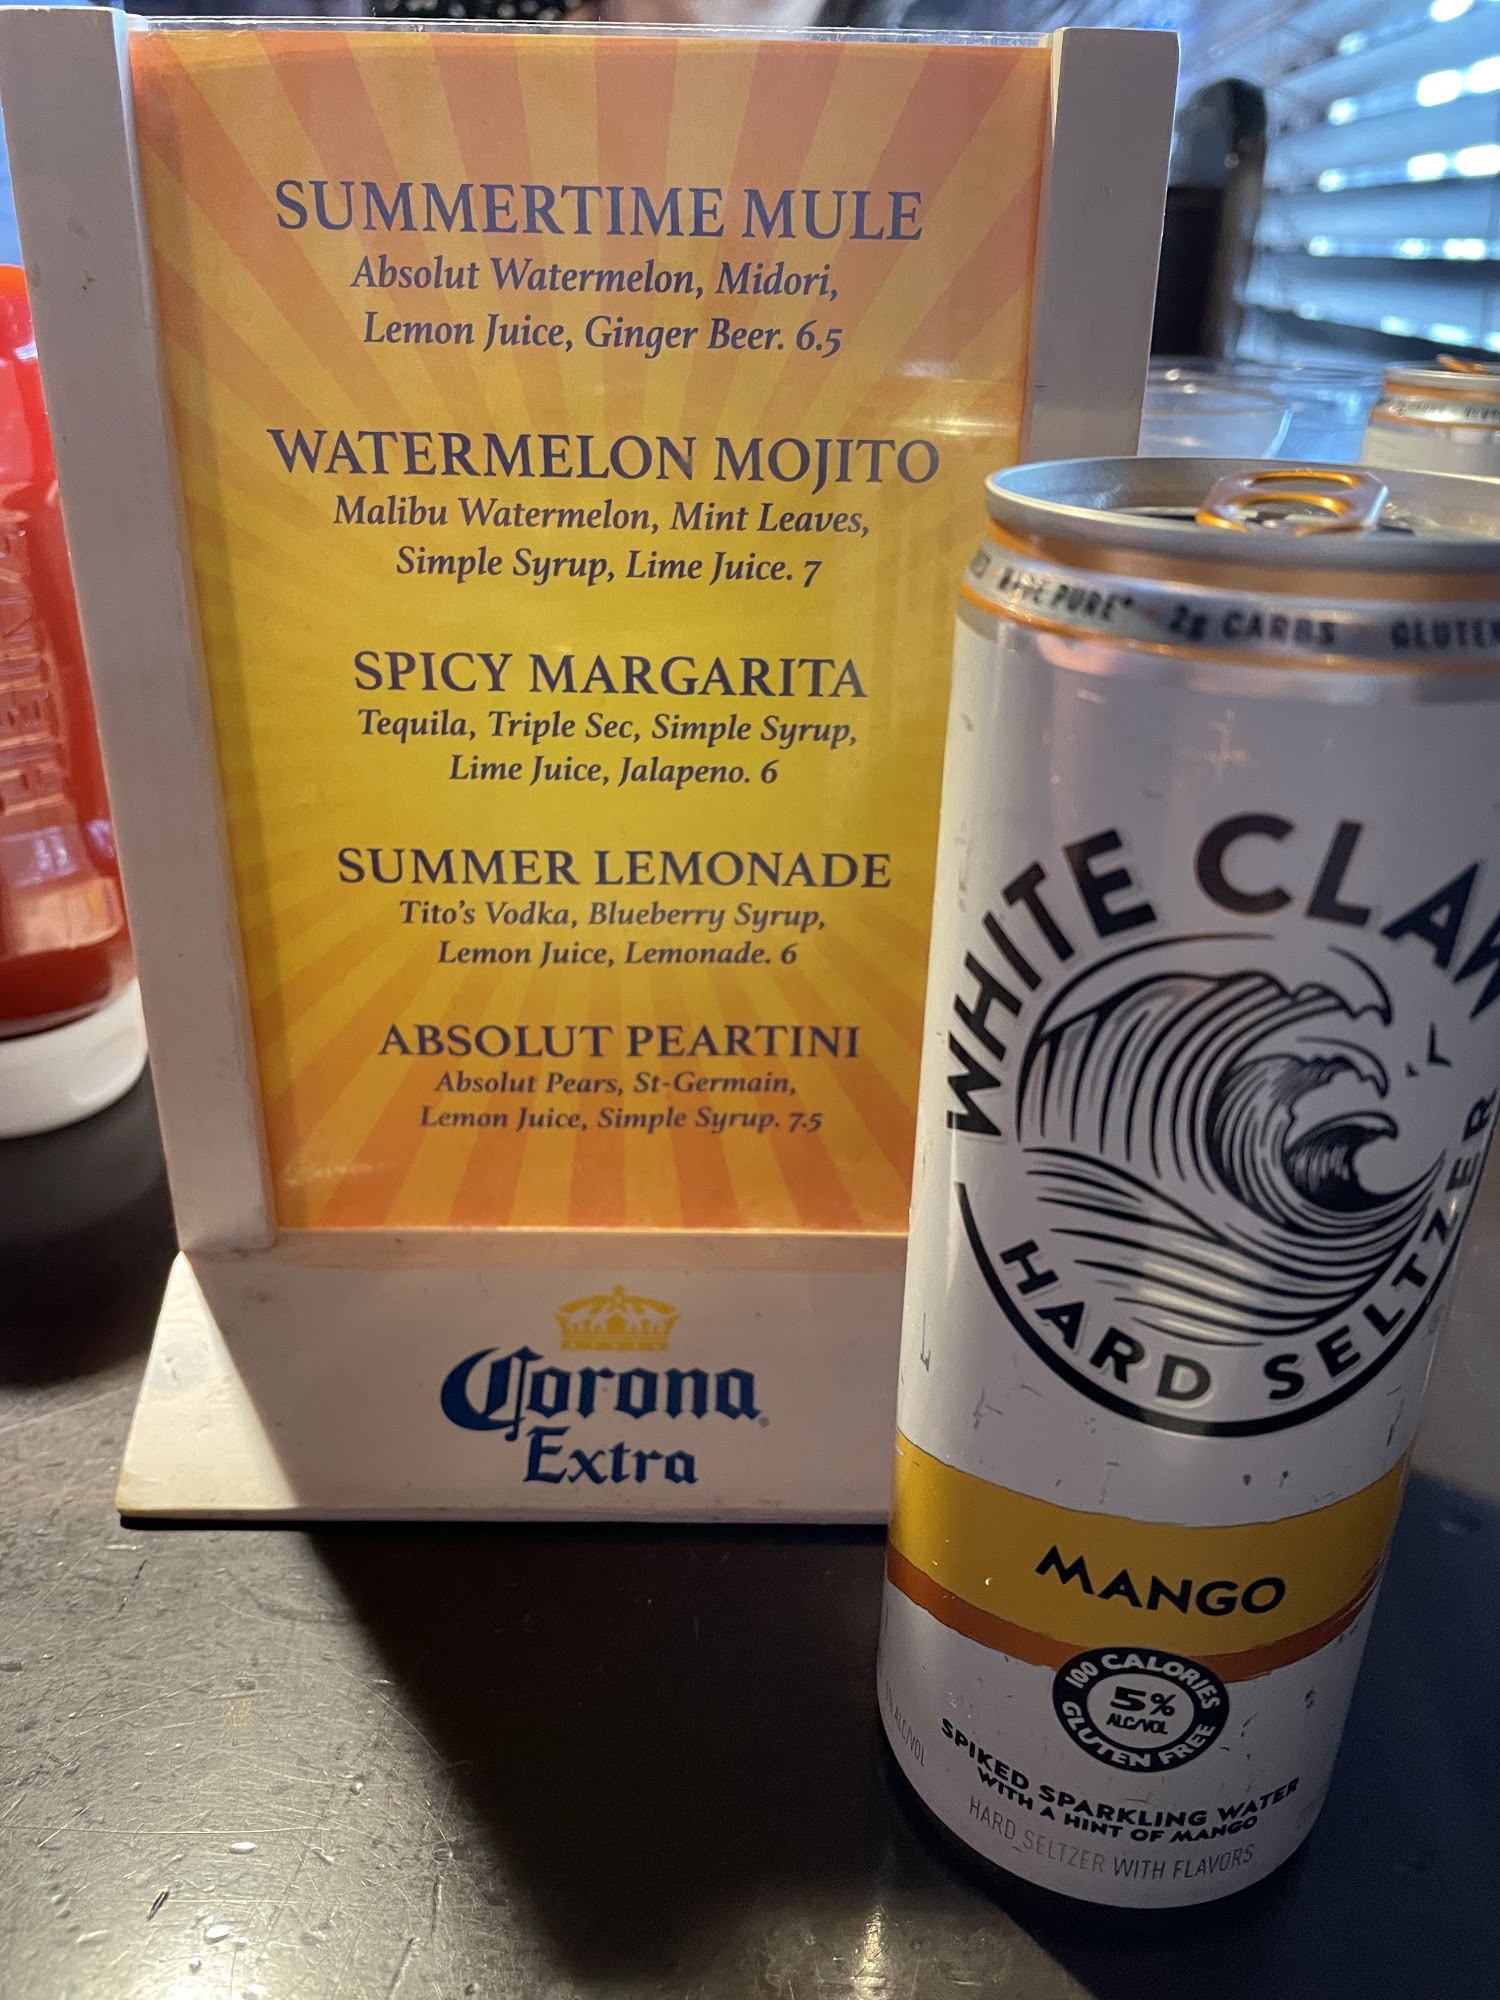 SUMMERTIME MULE
Absolut Watermelon, Midori,
Lemon Juice, Ginger Beer. 6.5
WATERMELON MOJITO
Malibu Watermelon, Mint Leaves,
Simple Syrup, Lime Juice. 7
SPICY MARGARITA
Tequila, Triple Sec, Simple Syrup,
Lime Juice, Jalapeno. 6
SUMMER LEMONADE
Tito's Vodka, Blueberry Syrup,
Lemon Juice, Lemonade. 6
ABSOLUT PEARTINI
Absolut Pears, St-Germain,
Lemon Juice, Simple Syrup. 7.5
Corona
Extra
PURE* 2g CARBS GLUTEN
WHITE CLAW
HARD SELTZER
MANGO
100 CALORIES
5%
ALC/VOL
GLUTEN FREE
ALC/VOL
SPIKED SPARKLING WATER
WITH A HINT OF MANGO
HARD SELTZER WITH FLAVORS